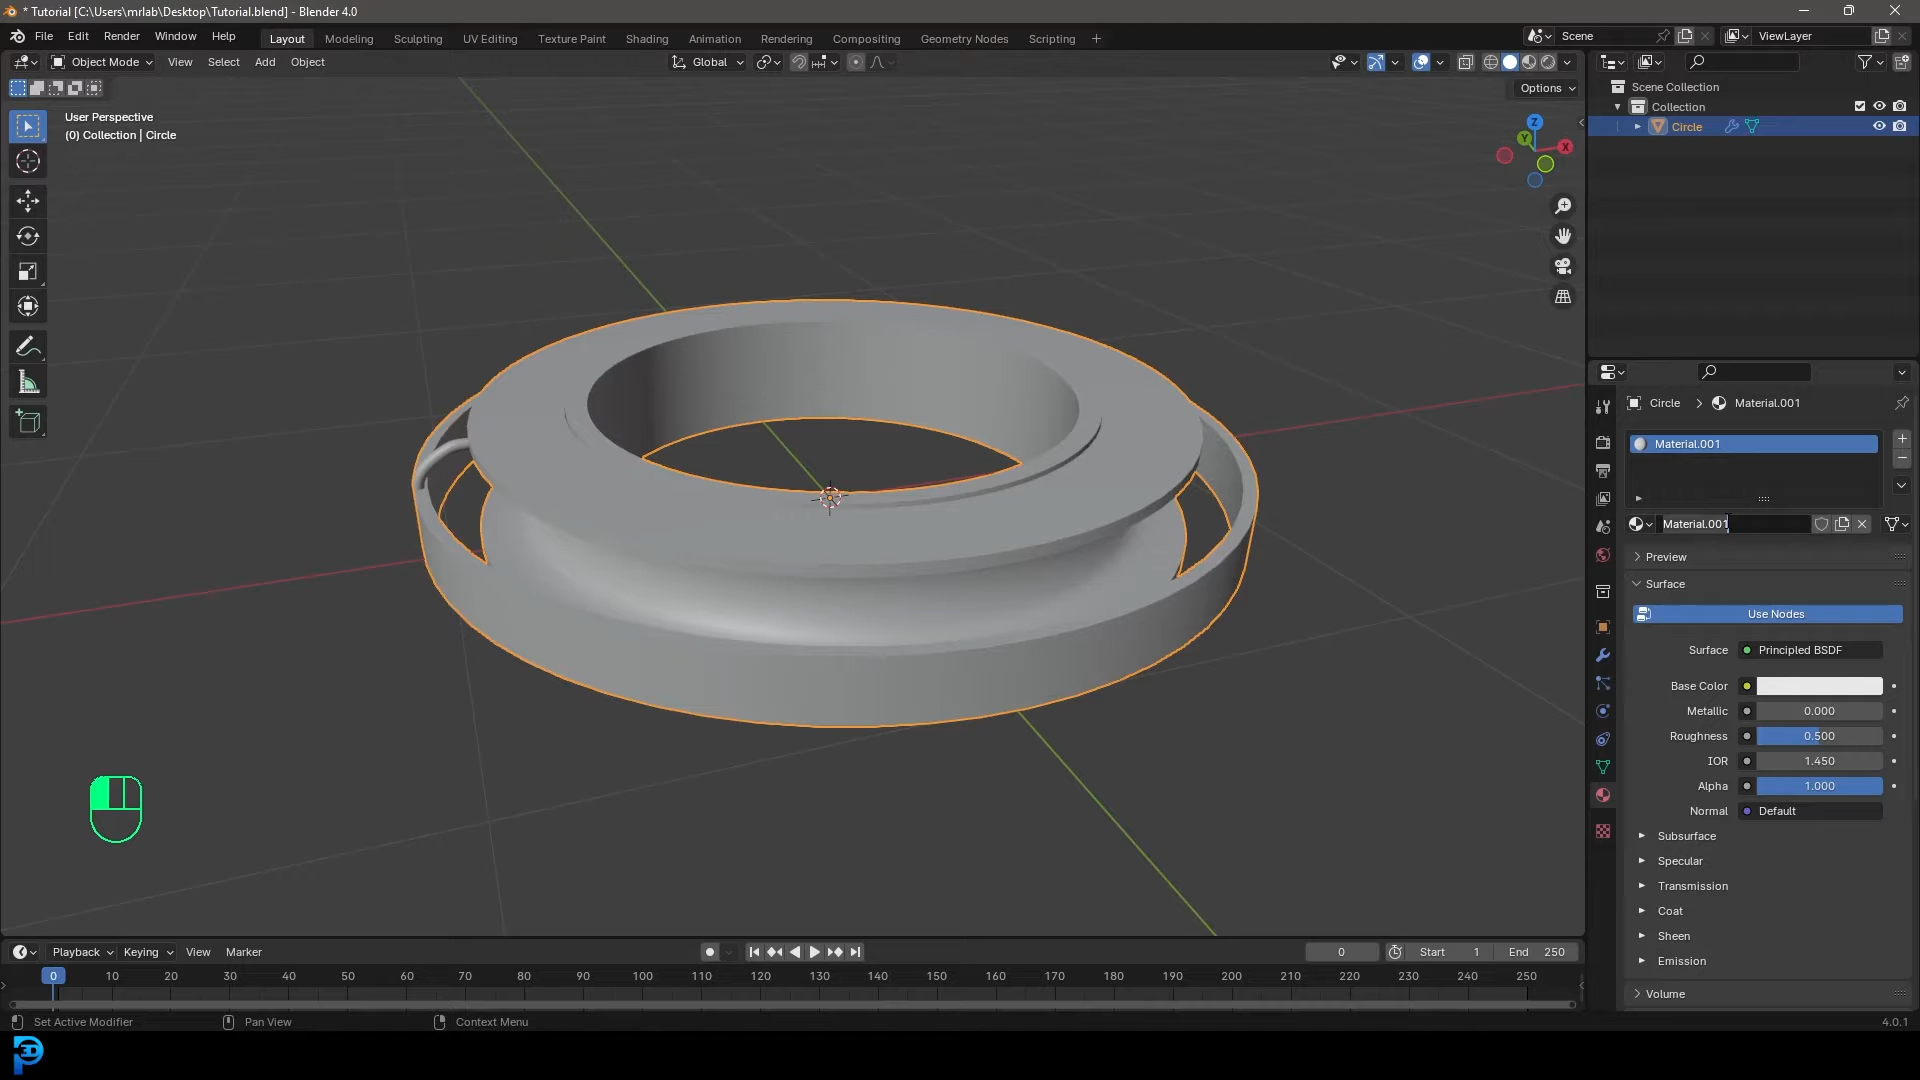 * Tutorial [C:\Users\mrlab\Desktop\Tutorial.blend] - Blender 4.0
File Edit Render Window Help Layout Modeling Sculpting UV Editing Texture Paint Shading Animation Rendering Compositing Geometry Nodes Scripting + Scene ViewLayer
Object Mode View Select Add Object Global
Options
User Perspective
(0) Collection | Circle
Z
Y
X
Scene Collection
Collection
Circle
Circle > Material.001
Material.001
Material.001
Preview
Surface
Use Nodes
Surface Principled BSDF
Base Color
Metallic 0.000
Roughness 0.500
IOR 1.450
Alpha 1.000
Normal Default
Subsurface
Specular
Transmission
Coat
Sheen
Emission
Volume
Playback Keying View Marker 0 Start 1 End 250
0 10 20 30 40 50 60 70 80 90 100 110 120 130 140 150 160 170 180 190 200 210 220 230 240 250
Set Active Modifier Pan View Context Menu 4.0.1